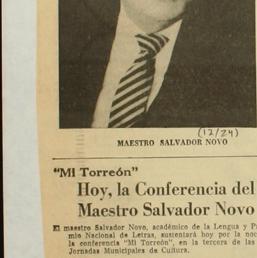 (12/24)
MAESTRO SALVADOR NOVO
"Mi Torreón"
Hoy, la Conferencia del
Maestro Salvador Novo
El maestro Salvador Novo, académico de la Lengua y Pre
mio Nacional de Letras, sustentará hoy por la noche
la conferencia "Mi Torreón", en la tercera de las
Jornadas Municipales de Cultura.